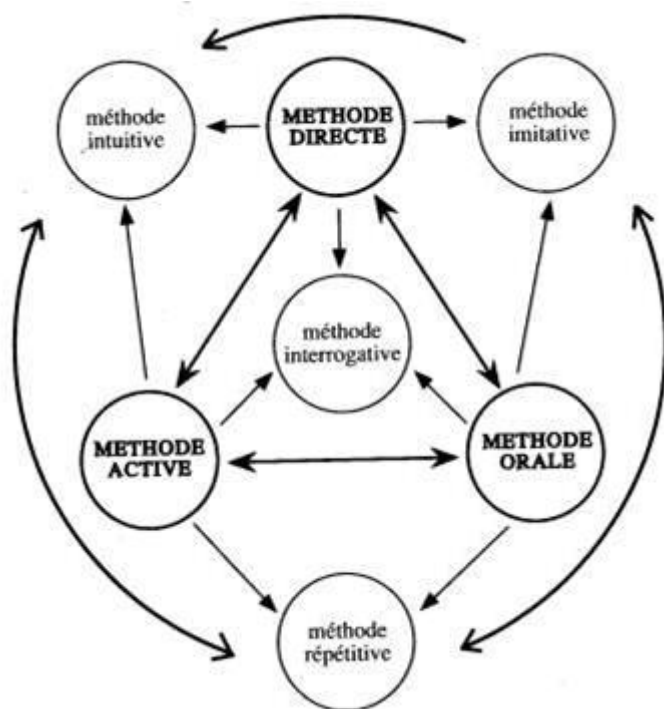 méthode
intuitive
METHODE
DIRECTE
méthode
imitative
méthode
interrogative
METHODE
ACTIVE
METHODE
ORALE
méthode
répétitive